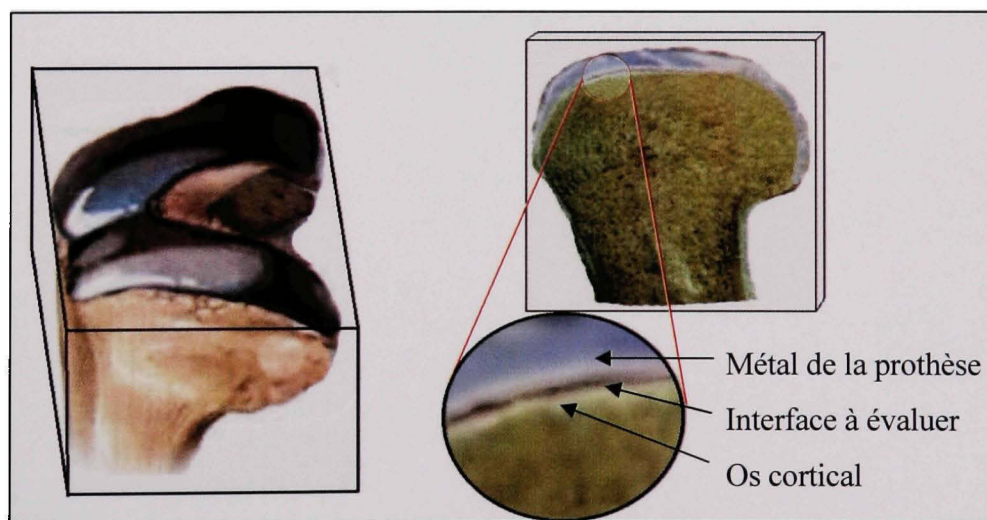 Métal de la prothèse
Interface à évaluer
Os cortical